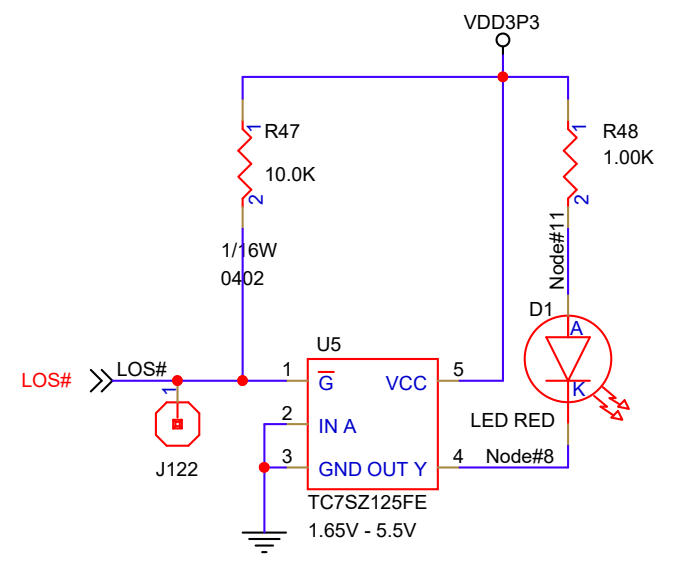 VDD3P3
1
R47
10.0K
2
1/16W
0402
1
R48
1.00K
2
Node#11
D1
A
K
LED RED
U5
LOS#
LOS#
1
1
J122
G
VCC
5
2
IN A
3
GND
OUT Y
4
Node#8
TC7SZ125FE
1.65V - 5.5V